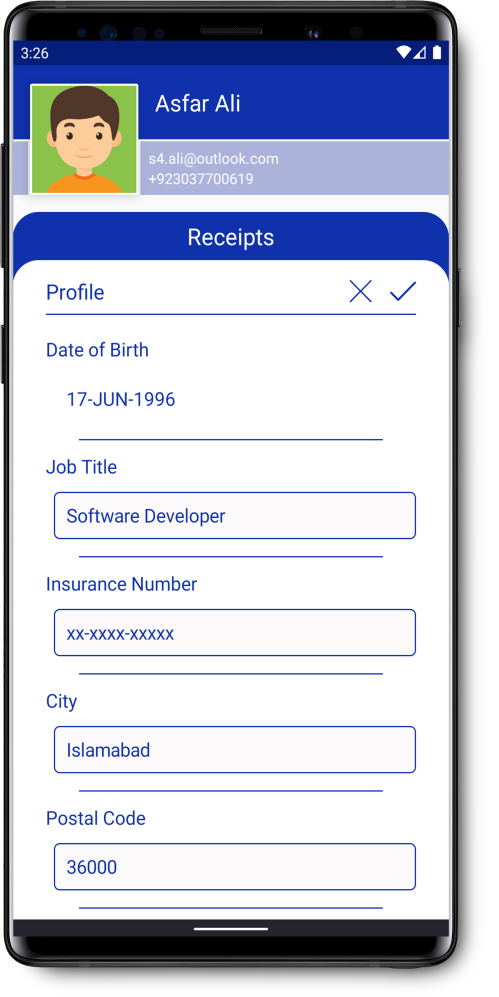 3:26
Asfar Ali
s4.ali@outlook.com
+923037700619
Receipts
Profile
Date of Birth
17-JUN-1996
Job Title
Software Developer
Insurance Number
xx-xxxx-xxxxx
City
Islamabad
Postal Code
36000